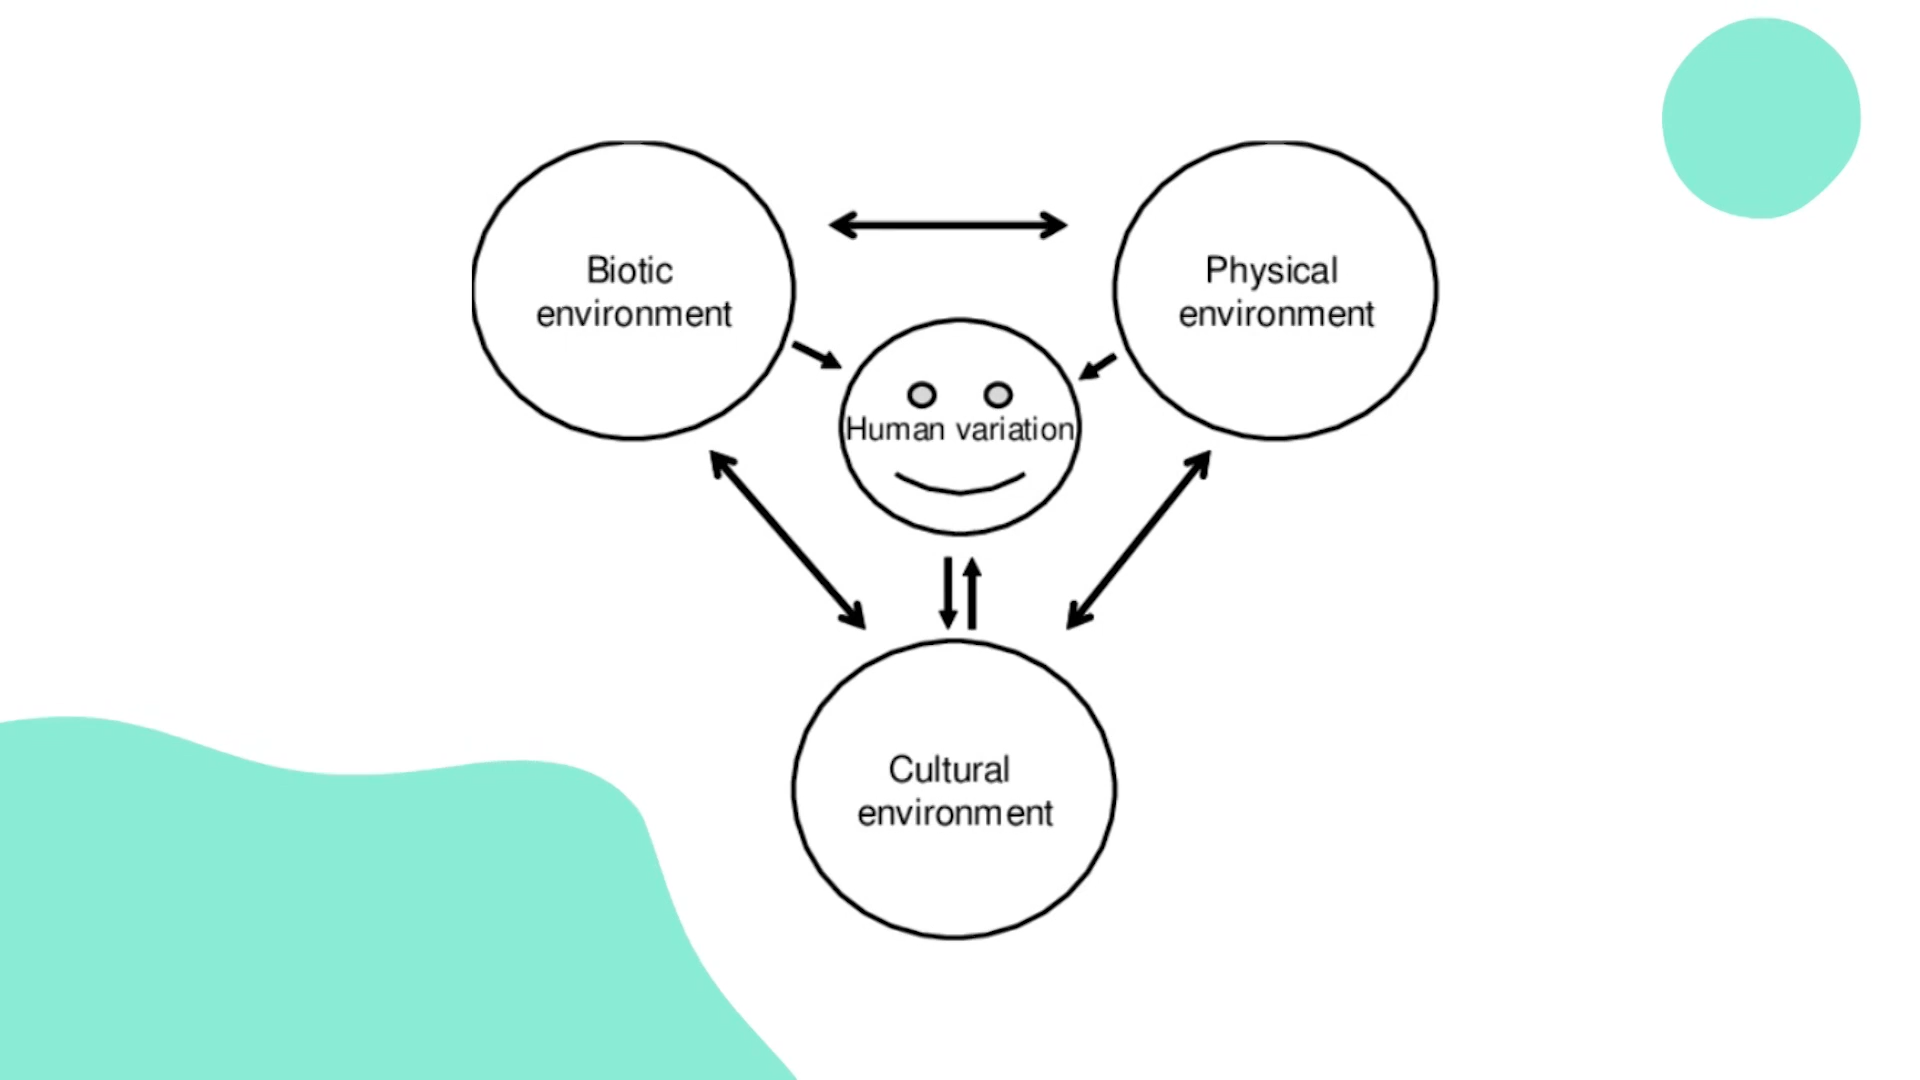 Biotic
environment
Physical
environment
Human variation
Cultural
environment